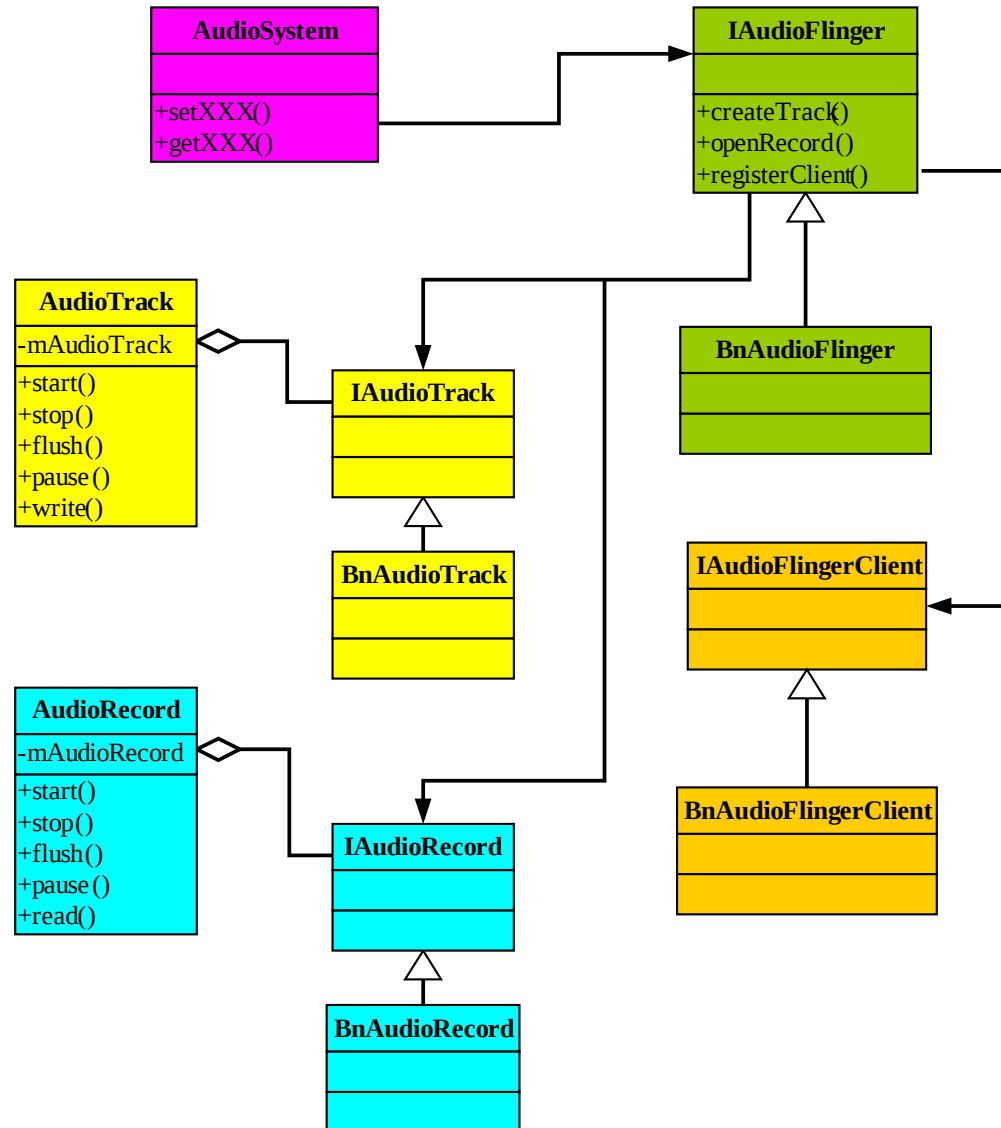 AudioSystem
+setXXX()
+getXXX()
IAudioFlinger
+createTrack()
+openRecord()
+registerClient()
AudioTrack
-mAudioTrack
+start()
+stop()
+flush()
+pause()
+write()
IAudioTrack
BnAudioFlinger
BnAudioTrack
IAudioFlingerClient
AudioRecord
-mAudioRecord
+start()
+stop()
+flush()
+pause()
+read()
IAudioRecord
BnAudioFlingerClient
BnAudioRecord